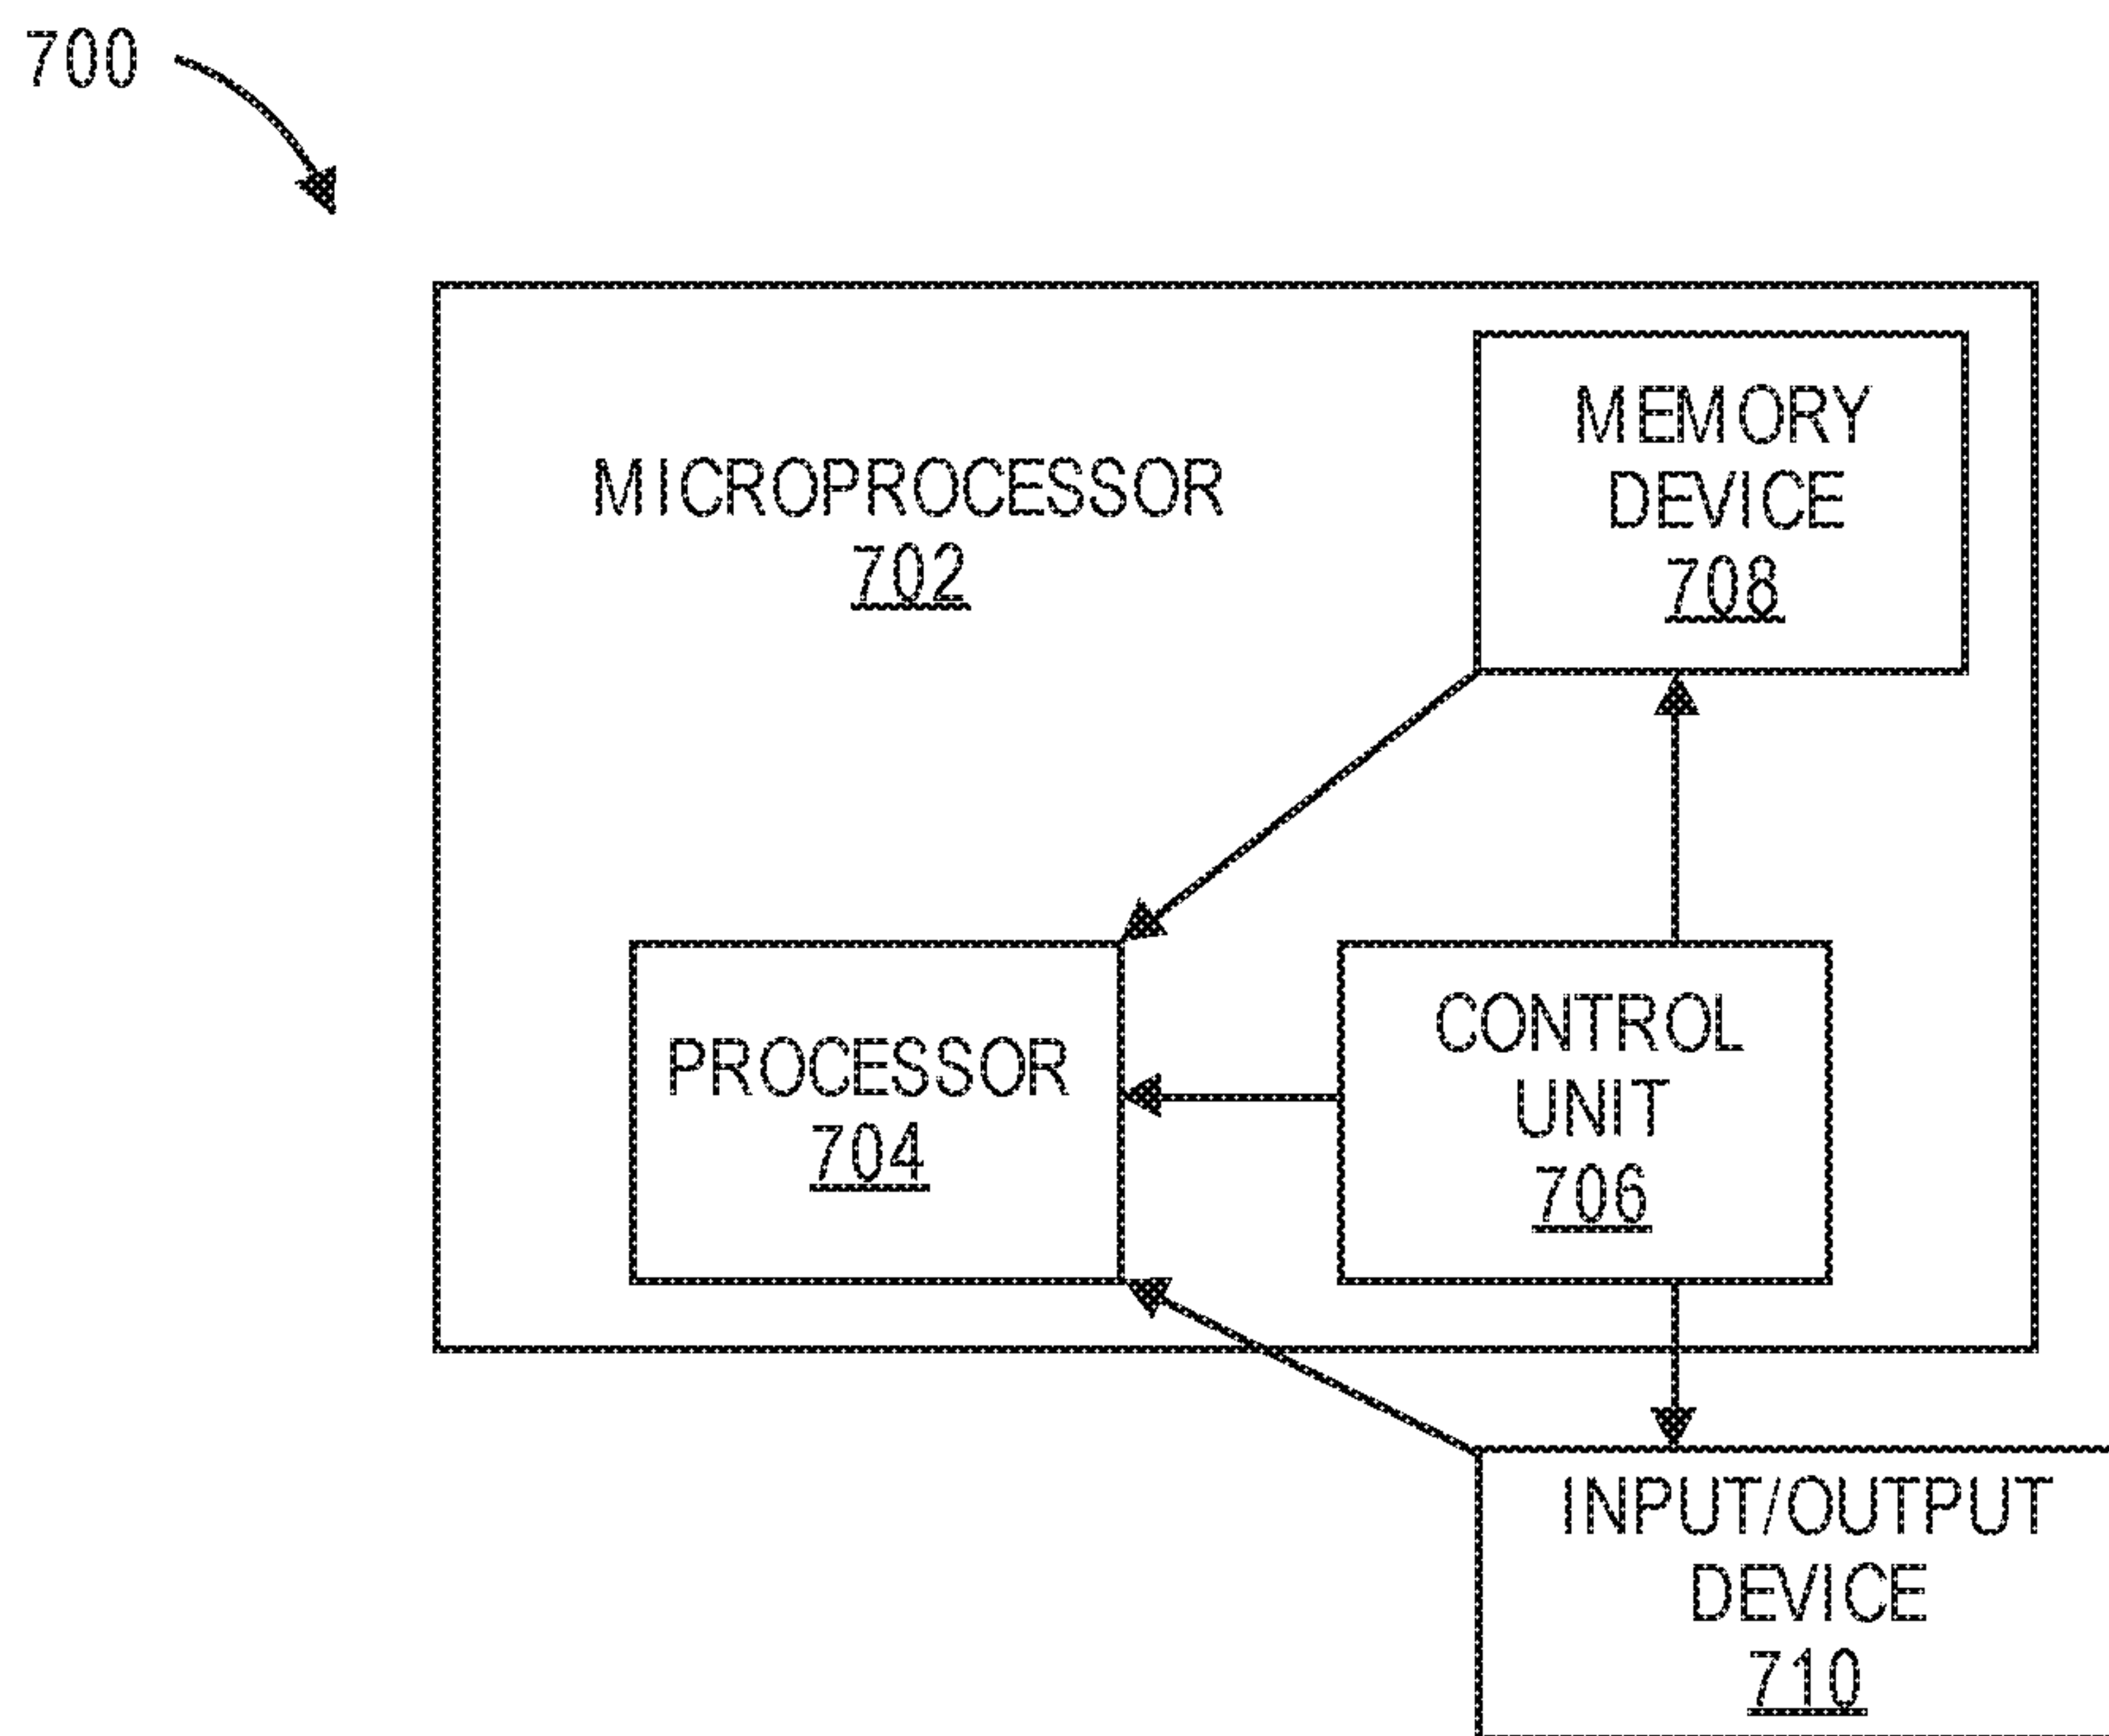 700
MICROPROCESSOR
702
MEMORY
DEVICE
708
PROCESSOR
704
CONTROL
UNIT
706
INPUT/OUTPUT
DEVICE
710